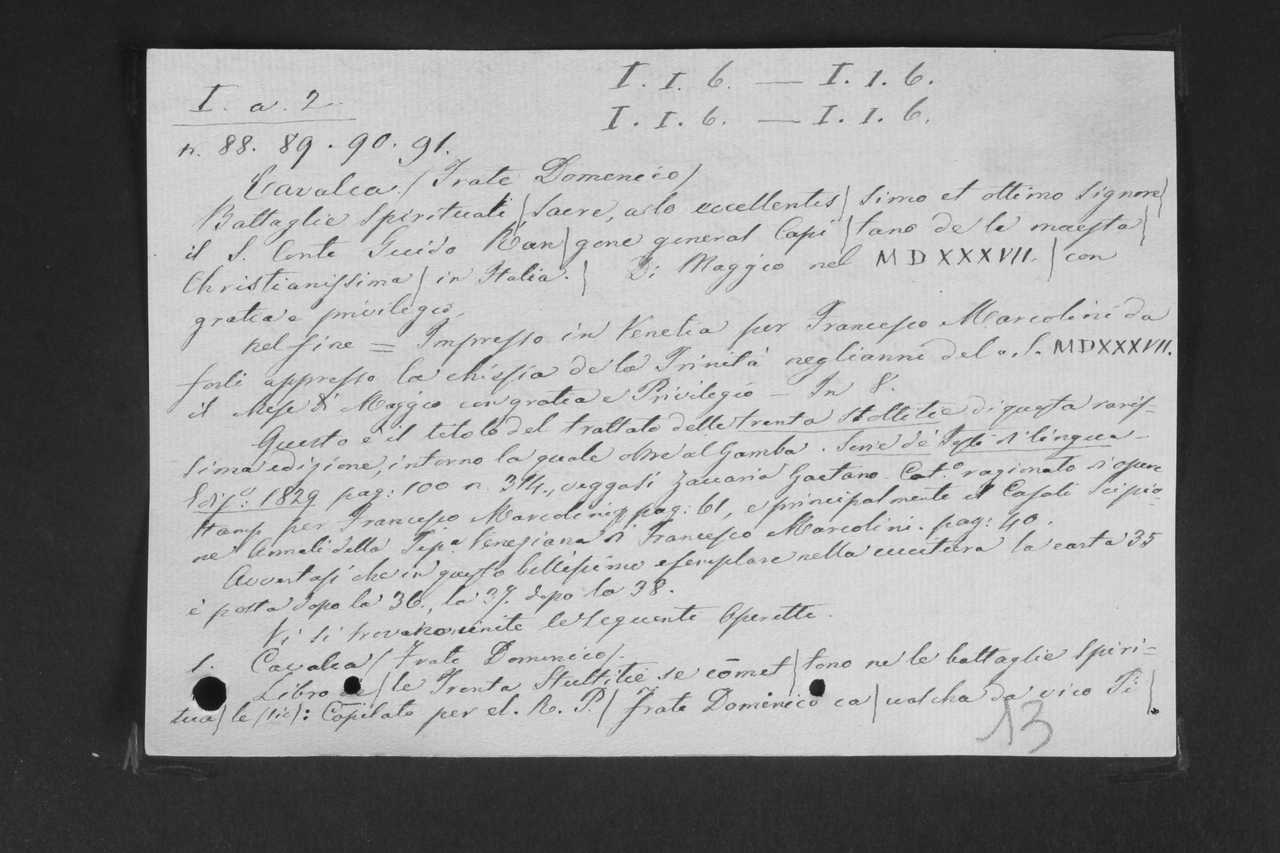 I. I. 6. — I. 1. 6.
I. a. 2.
I. I. 6. — I. 1. 6.
n. 88. 89. 90. 91.
Cavalca / Frate Domenico /
Battaglie Spirituali / Sacre, a lo eccellentis / simo et ottimo Signore /
il S. Conte Guido Ran / gone general Capi / tano de la maesta /
Christianissima / in Italia. / Di Maggio nel MDXXXVII. / con
gratia e privilegio.
nel fine = Impresso in Venetia per Francesco Marcolini da
forli appresso la chiesia de la Trinità negli anni del . S. MDXXXVII.
il Mese di Maggio con gratia e Privilegio — In 8.
Questo è il titolo del trattato delle trenta stoltitie di questa raris-
sima edizione, intorno la quale oltre al Gamba. Serie de' Testi di lingua —
Ediz.: 1829 pag: 100 n. 314., veggasi Zaccaria Gaetano. Cat.o ragionato di opere
stamp. per Francesco Marcolini pag: 61, e principalmente il Casali Scipio-
ne Annali della Tip.a Veneziana di Francesco Marcolini. pag: 40.
Avvertasi che in questo bellissimo esemplare nella cucitura la carta 35
è posta dopo la 36., la 37. dopo la 38.
Vi si trovano unite le seguenti Operette.
1. Cavalca / Frate Domenico /.
Libro de / le Trenta Stultitie se cōmet / tono ne le battaglie Spiri-
tua / le (sic): Copilato per el. R. P / Frate Domenico ca / ualcha da vico Pi /
13